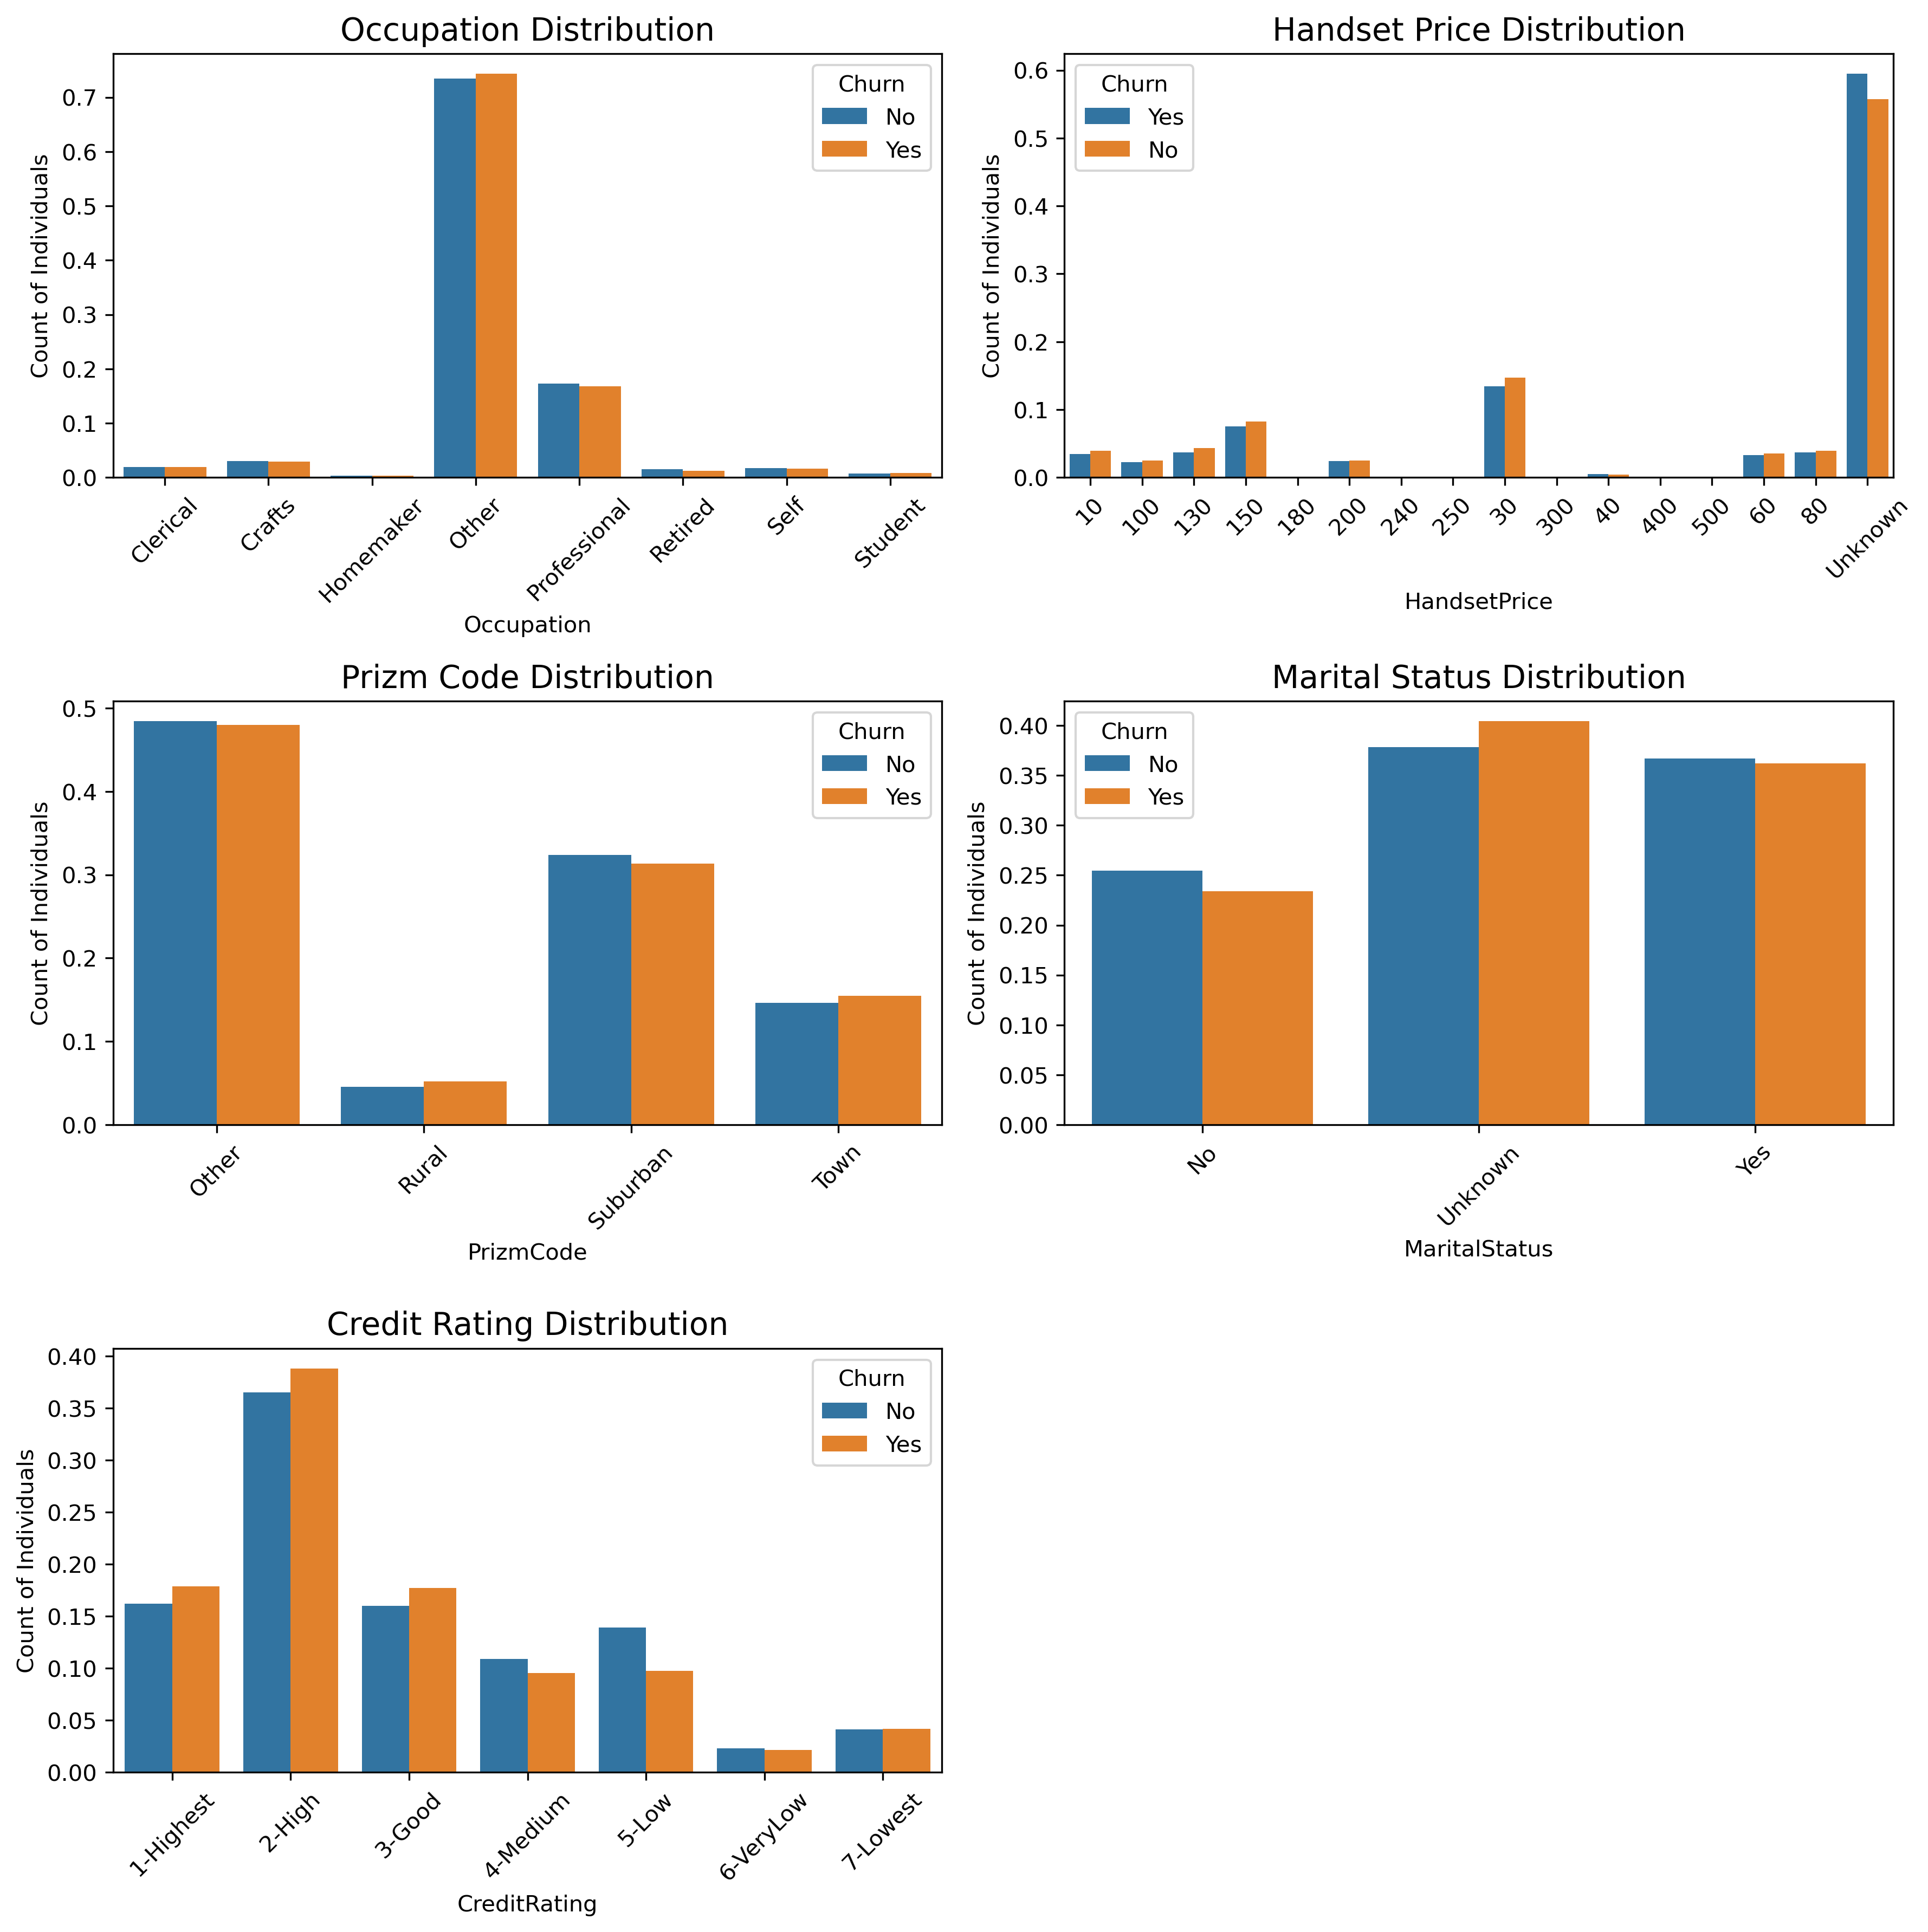 Occupation Distribution
Count of Individuals
0.7
0.6
0.5
0.4
0.3
0.2
0.1
0.0
Churn
No
Yes
Clerical
Crafts
Homemaker
Other
Professional
Retired
Self
Student
Occupation
Handset Price Distribution
Count of Individuals
0.6
0.5
0.4
0.3
0.2
0.1
0.0
Churn
Yes
No
10
100
130
150
180
200
240
250
30
300
40
400
500
60
80
Unknown
HandsetPrice
Prizm Code Distribution
Count of Individuals
0.5
0.4
0.3
0.2
0.1
0.0
Churn
No
Yes
Other
Rural
Suburban
Town
PrizmCode
Marital Status Distribution
Count of Individuals
0.40
0.35
0.30
0.25
0.20
0.15
0.10
0.05
0.00
Churn
No
Yes
No
Unknown
Yes
MaritalStatus
Credit Rating Distribution
Count of Individuals
0.40
0.35
0.30
0.25
0.20
0.15
0.10
0.05
0.00
Churn
No
Yes
1-Highest
2-High
3-Good
4-Medium
5-Low
6-VeryLow
7-Lowest
CreditRating